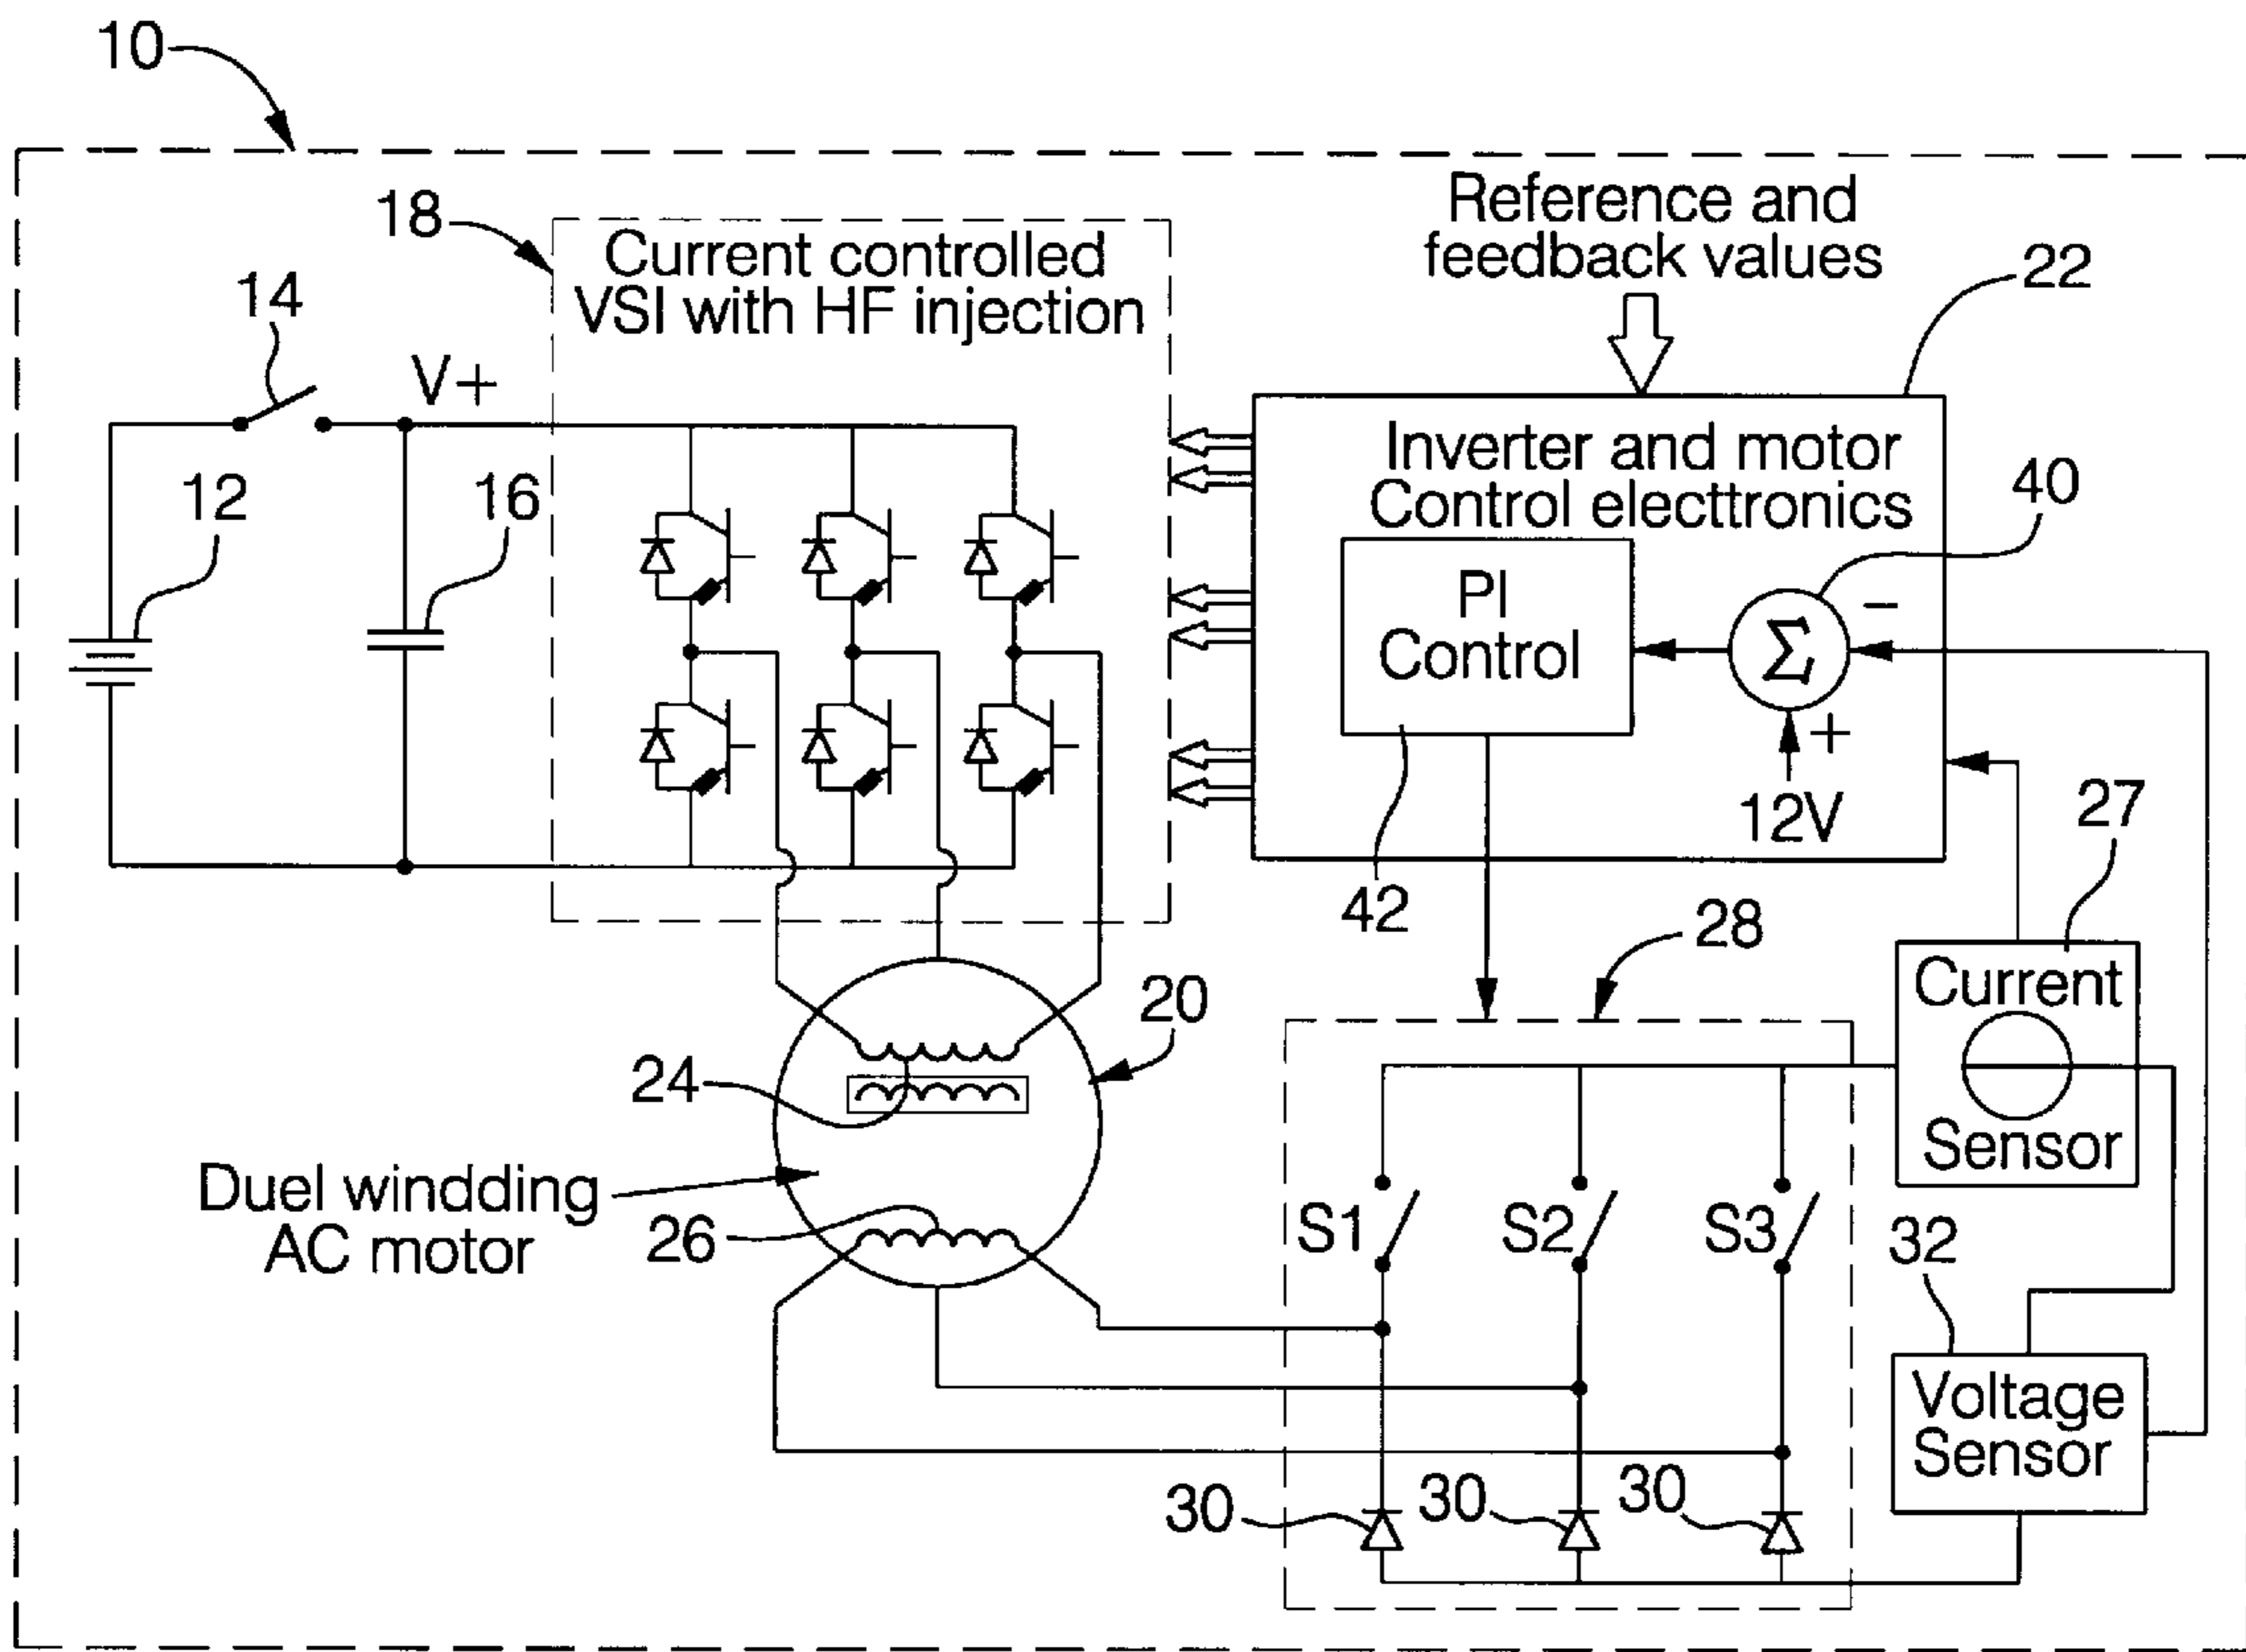 10
18
Current controlled
VSI with HF injection
Reference and
feedback values
22
14
V+
12
16
Inverter and motor
Control electtronics
40
PI
Control
Σ
−
+
12V
42
27
28
Current
Sensor
20
24
Duel windding
AC motor
26
S1
S2
S3
32
Voltage
Sensor
30
30
30